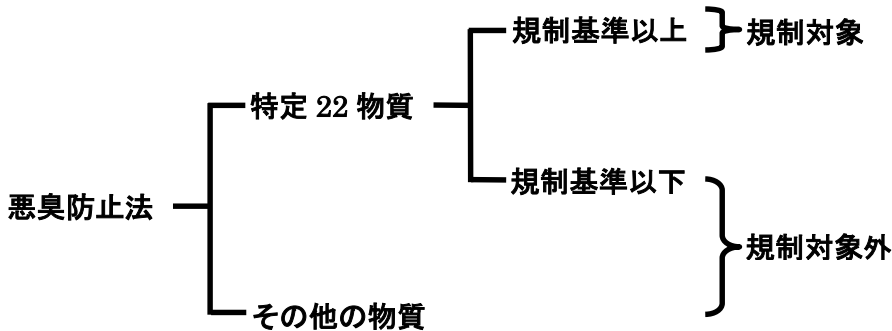 規制基準以上
規制対象
特定 22 物質
規制基準以下
悪臭防止法
規制対象外
その他の物質